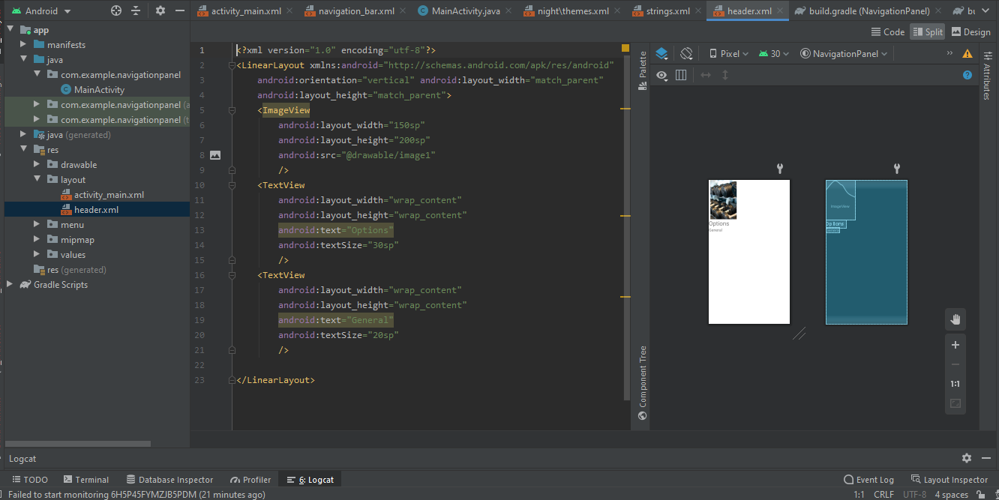 Android
activity_main.xml
navigation_bar.xml
MainActivity.java
night\themes.xml
strings.xml
header.xml
build.gradle (NavigationPanel)
bu
app
manifests
java
com.example.navigationpanel
MainActivity
com.example.navigationpanel (a
com.example.navigationpanel (t
java (generated)
res
drawable
layout
activity_main.xml
header.xml
menu
mipmap
values
res (generated)
Gradle Scripts
Code
Split
Design
1 <?xml version="1.0" encoding="utf-8"?>
2 <LinearLayout xmlns:android="http://schemas.android.com/apk/res/android"
3 android:orientation="vertical" android:layout_width="match_parent"
4 android:layout_height="match_parent">
5 <ImageView
6 android:layout_width="150sp"
7 android:layout_height="200sp"
8 android:src="@drawable/image1"
9 />
10 <TextView
11 android:layout_width="wrap_content"
12 android:layout_height="wrap_content"
13 android:text="Options"
14 android:textSize="30sp"
15 />
16 <TextView
17 android:layout_width="wrap_content"
18 android:layout_height="wrap_content"
19 android:text="General"
20 android:textSize="20sp"
21 />
22
23 </LinearLayout>
Palette
Component Tree
Pixel
30
NavigationPanel
Attributes
Options
General
ImageView
Options
1:1
Logcat
TODO
Terminal
Database Inspector
Profiler
6: Logcat
Event Log
Layout Inspector
Failed to start monitoring 6H5P45FYMZJB5PDM (21 minutes ago)
1:1
CRLF
UTF-8
4 spaces